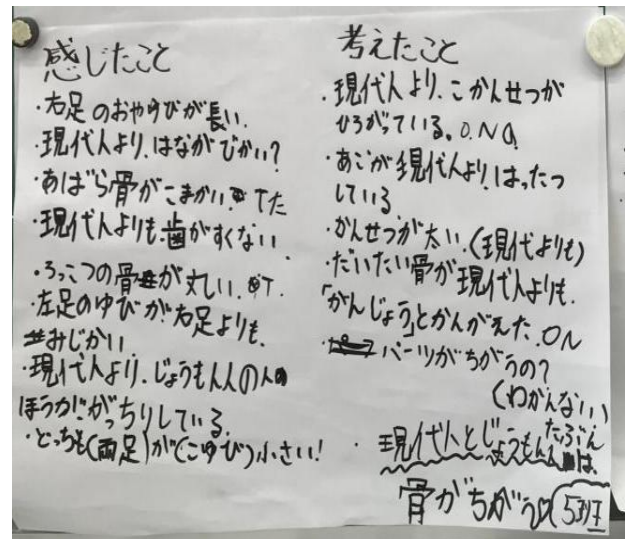 感じたこと
・右足のおやゆびが長い。
・現代人より、はながでかい?
・あばら骨がこまかい。Tた
・現代人よりも歯がすくない
・ろっこつの骨が丸い。T.
・左足のゆびが右足よりも、
みじかい
・現代人より、じょうもん人の人の
ほうががっちりしている。
・どっちも(両足)が(こゆび)小さい!
考えたこと
・現代人より、こかんせつが
ひろがっている。O.N
・あごが現代人より、はったつ
している
・かんせつが太い、(現代よりも)
・だいたい骨が現代人よりも、
「がんじょう」とかんがえた。ON
・パーツがちがうの?
(わかんない)
・現代人とじょうもん人は、たぶん
骨がちがう♡ 5班